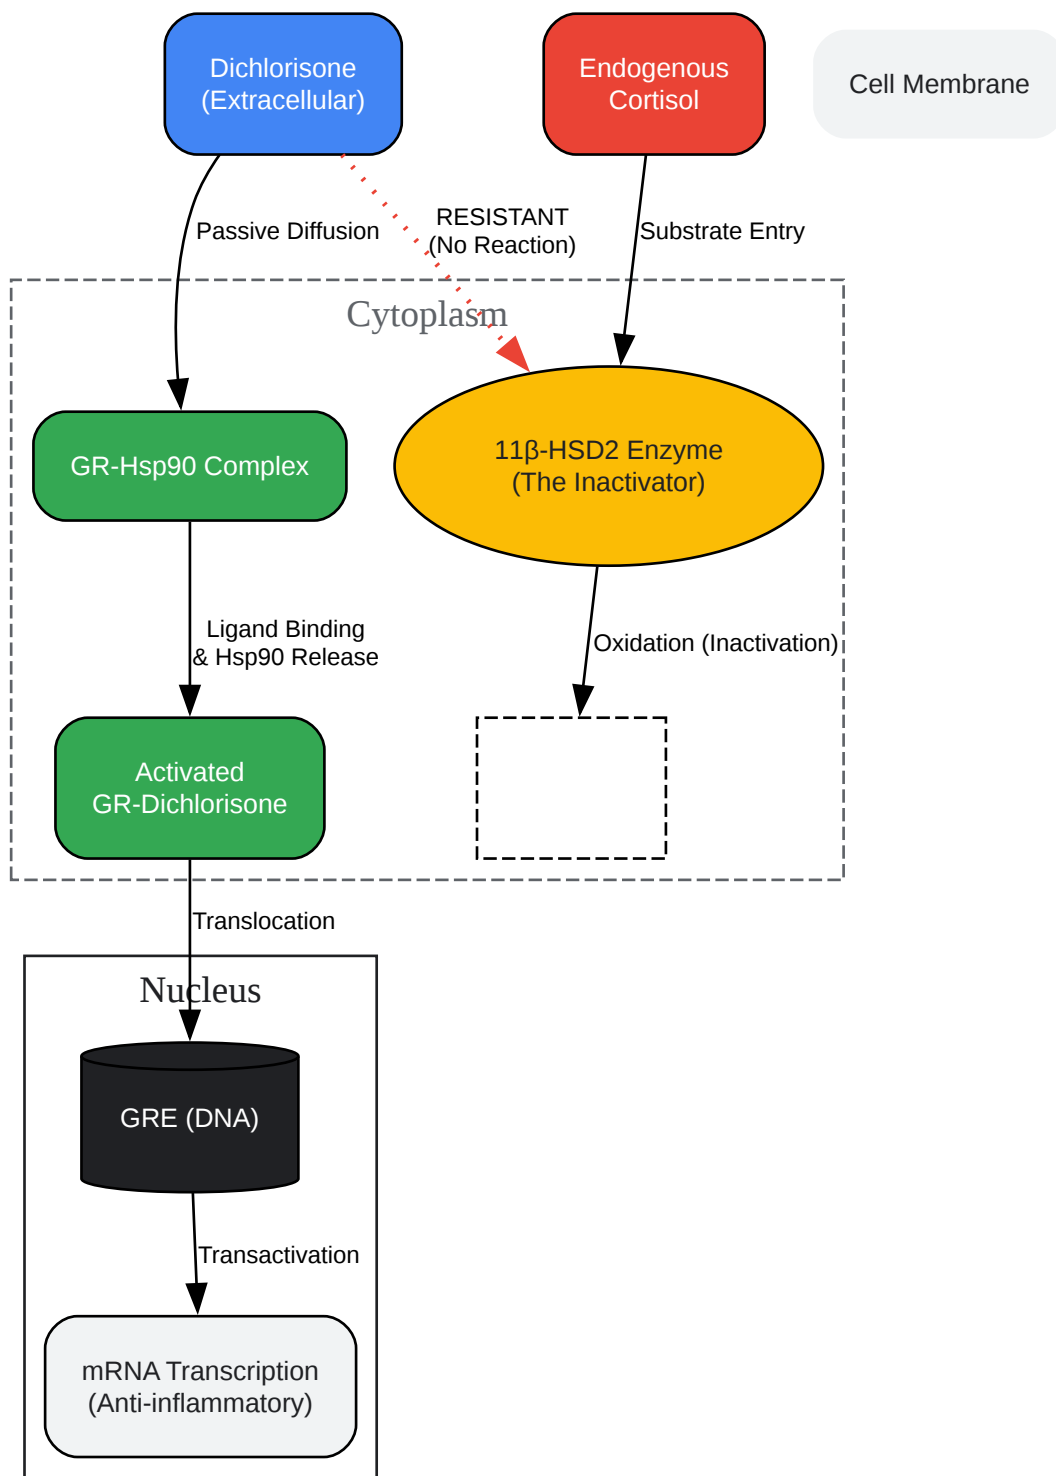 Dichlorisone
(Extracellular)
Endogenous
Cortisol
Cell Membrane
Passive Diffusion
RESISTANT
(No Reaction)
Substrate Entry
Cytoplasm
GR-Hsp90 Complex
11β-HSD2 Enzyme
(The Inactivator)
Ligand Binding
& Hsp90 Release
Oxidation (Inactivation)
Activated
GR-Dichlorisone
Translocation
Nucleus
GRE (DNA)
Transactivation
mRNA Transcription
(Anti-inflammatory)